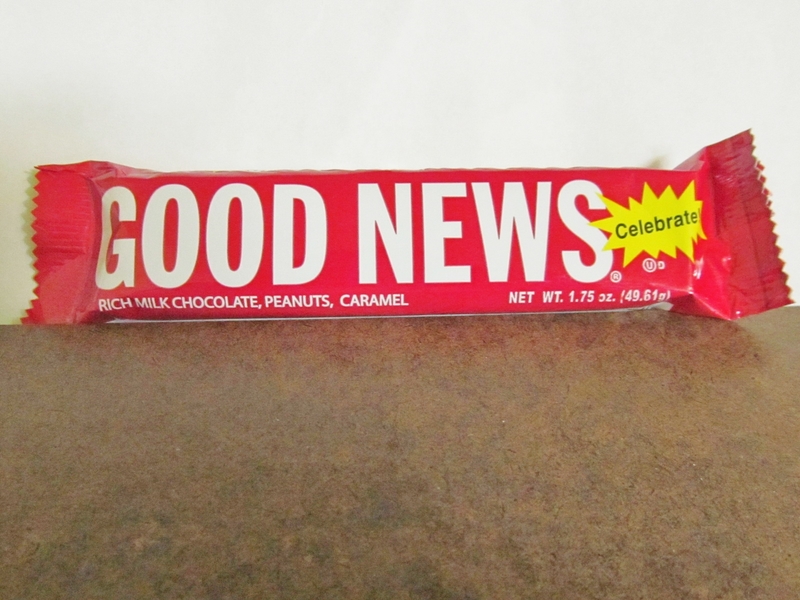 GOOD NEWS®
Celebrate
U D
RICH MILK CHOCOLATE, PEANUTS, CARAMEL
NET WT. 1.75 oz. (49.61g)